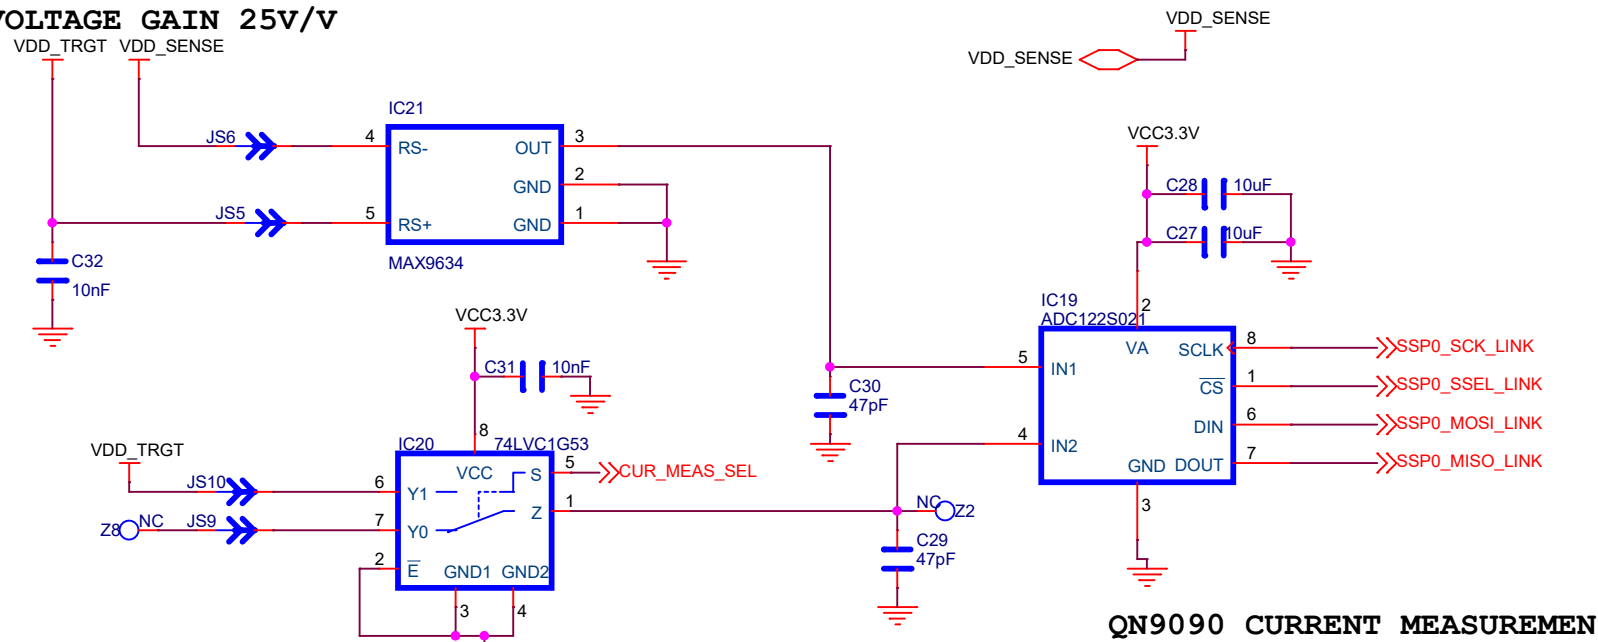 VOLTAGE GAIN 25V/V
VDD_TRGT VDD_SENSE
VDD_SENSE
VDD_SENSE
IC21
JS6
4
RS-
OUT
3
GND
2
JS5
5
RS+
GND
1
MAX9634
C32
10nF
VCC3.3V
C28
10uF
C27
10uF
IC19
ADC122S021
2
VA
5
IN1
SCLK
8
SSP0_SCK_LINK
CS
1
SSP0_SSEL_LINK
DIN
6
SSP0_MOSI_LINK
4
IN2
GND DOUT
7
SSP0_MISO_LINK
3
C30
47pF
VCC3.3V
C31
10nF
8
IC20
74LVC1G53
VDD_TRGT
VCC
S
5
CUR_MEAS_SEL
JS10
6
Y1
Z
1
Z8
NC
JS9
7
Y0
2
E
GND1 GND2
3
4
NC
Z2
C29
47pF
QN9090 CURRENT MEASUREMEN